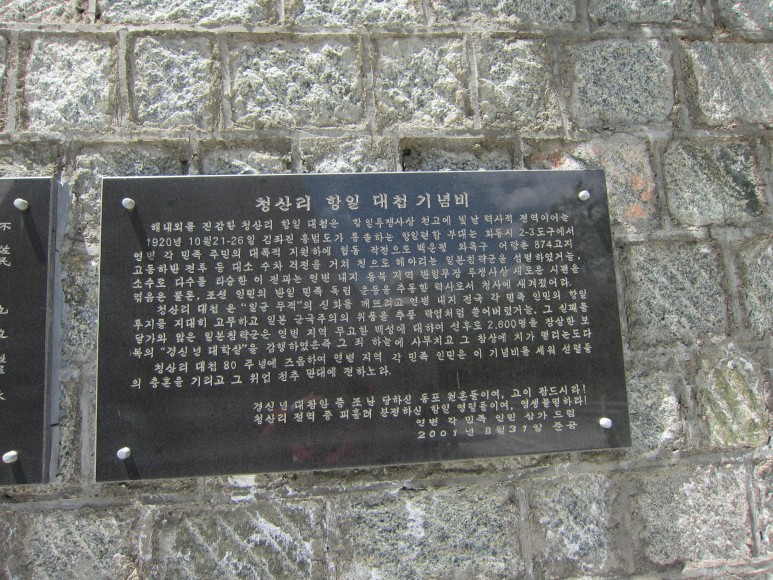 청산리 항일 대첩 기념비
해내외를 진감한 청산리 항일 대첩은 항일투쟁사상 천고에 빛날 력사적 전역이어늘
1920년 10월21-26일 김좌진 홍범도가 통솔하는 항일련합 부대는 화룡시 2-3도구에서
연변 각 민족 주민의 대폭적 지원하에 협동 작전으로 백운평 와록구 어랑촌 874고지
고동하반 전투 등 대소 수차 격전을 거쳐 천으로 헤아리는 일본침략군을 섬멸하였거늘,
소수로 다수를 타승한 이 전과는 연변 내지 동북 지역 반일무장 투쟁사상 새로운 시편을
엮음은 물론, 조선 인민의 반일 민족 독립 운동을 추동할 력사로서 청사에 새겨졌어라.
청산리 대첩 은 "일군 무적"의 신화를 깨뜨리고 연변 내지 전국 각 민족 인민의 항일
투지를 지대히 고무하고 일본 군국주의의 위풍을 추풍 락엽처럼 쓸어버렸거늘, 그 실패를
달가와 않은 일본침략군은 연변 지역 무고한 백성에 대하여 선후로 2,600명을 참살한 보
복의 "경신년 대학살"을 감행하였은즉 그 죄 하늘에 사무치고 그 참상에 치가 떨리는도다
청산리 대첩 80 주년에 즈음하여 연변 지역 각 민족 인민은 이 기념비를 세워 선렬들
의 충혼을 기리고 그 위업 천추 만대에 전하노라.
경신년 대참안 중 조난 당하신 동포 원혼들이여, 고이 잠드시라!
청산리 전역 중 피흘려 분전하신 항일 영령들이여, 영생불멸하라!
연변 각 민족 인민 삼가 드림
2001년 8월31일 준공